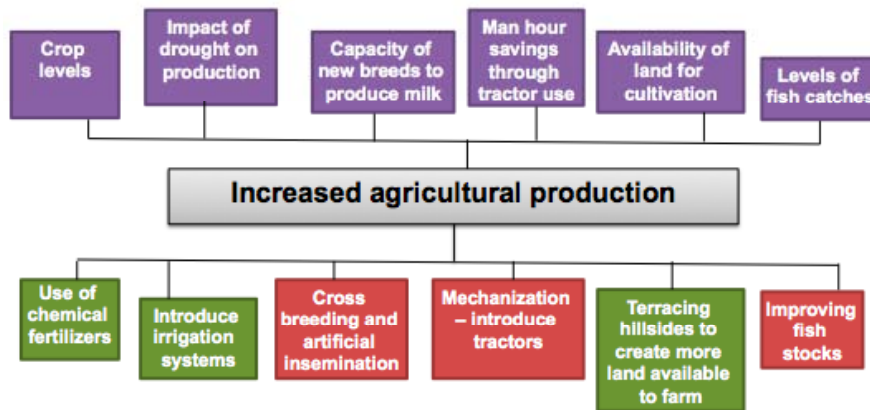 Crop
levels
Impact of
drought on
production
Capacity of
new breeds to
produce milk
Man hour
savings
through
tractor use
Availability of
land for
cultivation
Levels of
fish catches
Increased agricultural production
Use of
chemical
fertilizers
Introduce
irrigation
systems
Cross
breeding and
artificial
insemination
Mechanization
– introduce
tractors
Terracing
hillsides to
create more
land available
to farm
Improving
fish
stocks